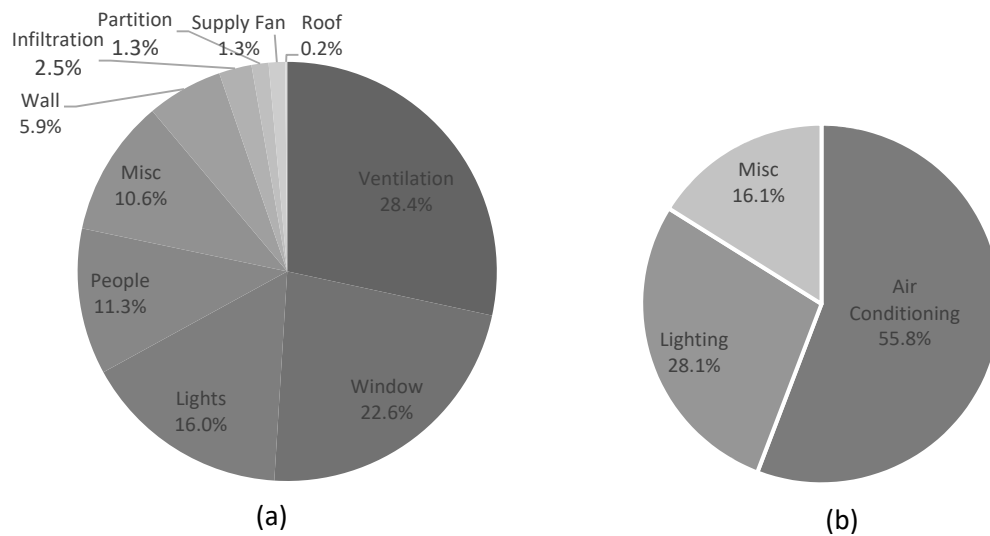 Partition
1.3%
Supply Fan
1.3%
Roof
0.2%
Infiltration
2.5%
Wall
5.9%
Misc
10.6%
Ventilation
28.4%
People
11.3%
Lights
16.0%
Window
22.6%
(a)
Misc
16.1%
Air
Conditioning
55.8%
Lighting
28.1%
(b)